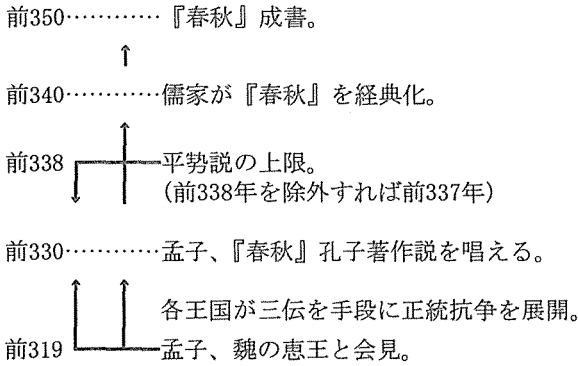 前350…………『春秋』成書。
前340…………儒家が『春秋』を経典化。
前338 平㔟説の上限。
(前338年を除外すれば前337年)
前330…………孟子、『春秋』孔子著作説を唱える。
各王国が三伝を手段に正統抗争を展開。
前319 孟子、魏の恵王と会見。